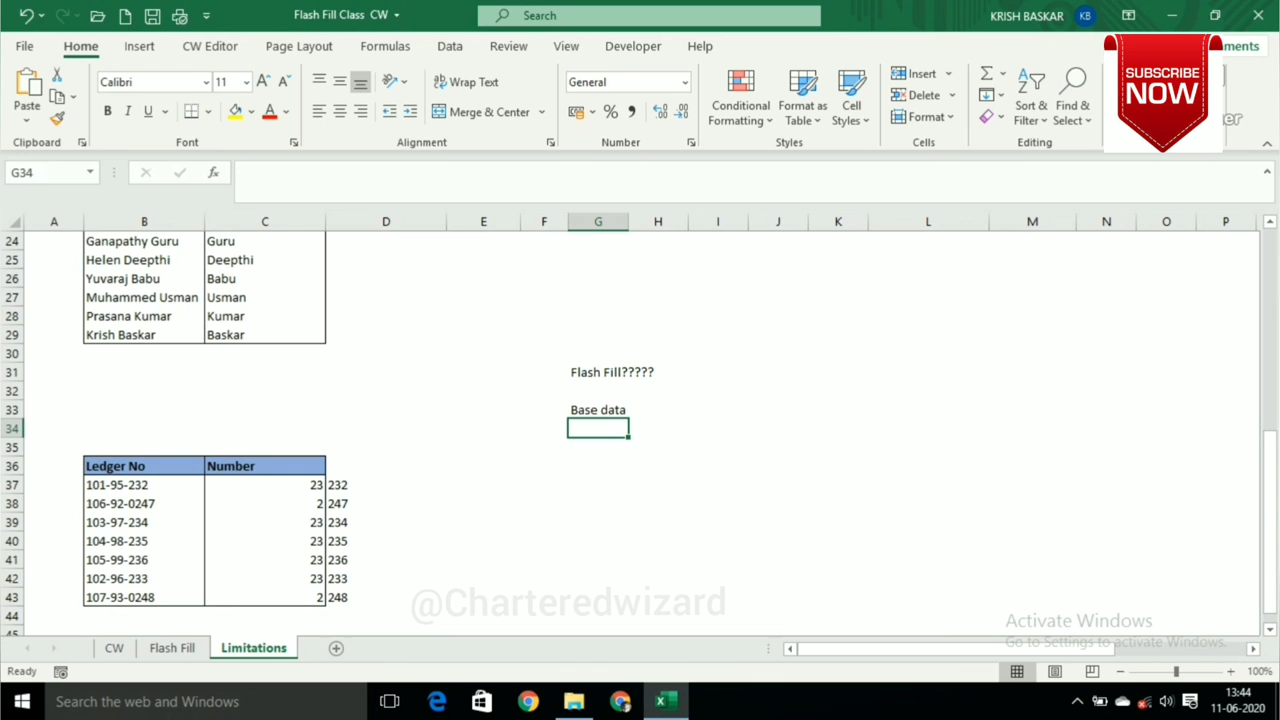 Flash Fill Class CW
Search
KRISH BASKAR
KB
File Home Insert CW Editor Page Layout Formulas Data Review View Developer Help
SUBSCRIBE
NOW
Paste
Calibri 11
Wrap Text
Merge & Center
General
Conditional
Formatting
Format as
Table
Cell
Styles
Insert
Delete
Format
Sort &
Filter
Find &
Select
Clipboard Font Alignment Number Styles Cells Editing
G34
A B C D E F G H I J K L M N O P
24 Ganapathy Guru Guru
25 Helen Deepthi Deepthi
26 Yuvaraj Babu Babu
27 Muhammed Usman Usman
28 Prasana Kumar Kumar
29 Krish Baskar Baskar
30
31 Flash Fill?????
32
33 Base data
34
35
36 Ledger No Number
37 101-95-232 23 232
38 106-92-0247 2 247
39 103-97-234 23 234
40 104-98-235 23 235
41 105-99-236 23 236
42 102-96-233 23 233
43 107-93-0248 2 248
44
45
@Charteredwizard
Activate Windows
Go to Settings to activate Windows.
CW Flash Fill Limitations
Ready
100%
Search the web and Windows
13:44
11-06-2020